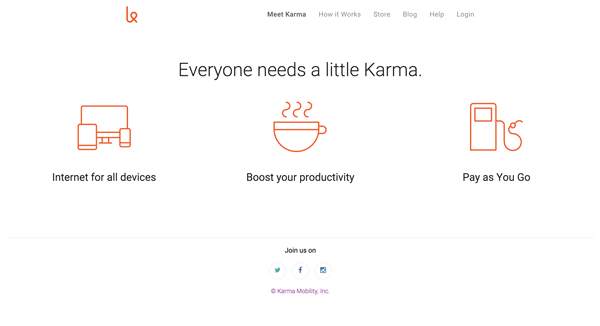 Meet Karma How it Works Store Blog Help Login
Everyone needs a little Karma.
Internet for all devices Boost your productivity Pay as You Go
Join us on
© Karma Mobility, Inc.